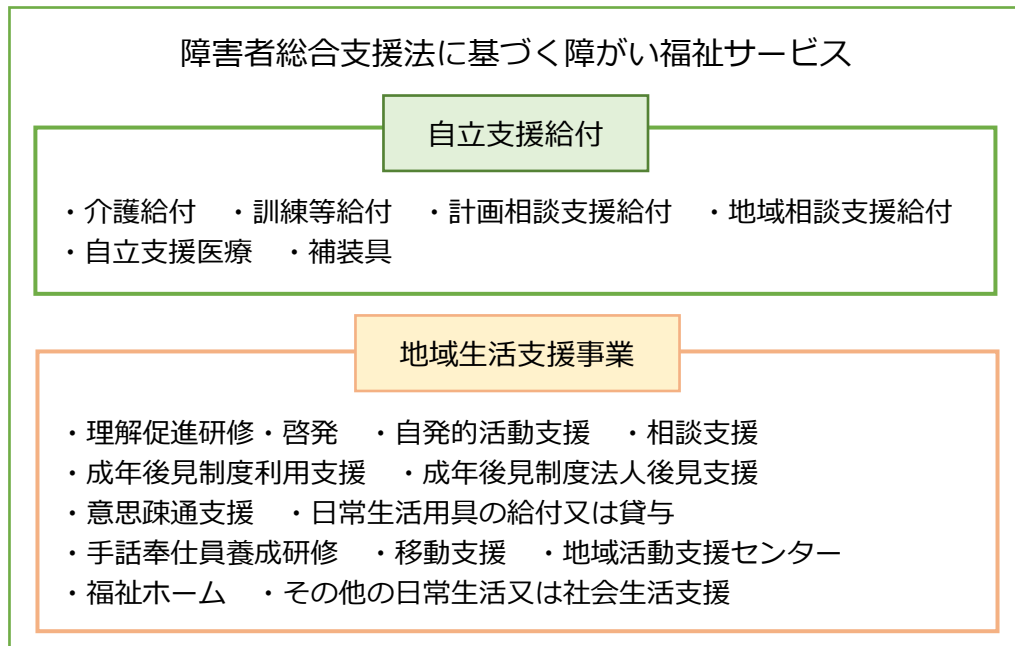 障害者総合支援法に基づく障がい福祉サービス
自立支援給付
・介護給付　・訓練等給付　・計画相談支援給付　・地域相談支援給付
・自立支援医療　・補装具
地域生活支援事業
・理解促進研修・啓発　・自発的活動支援　・相談支援
・成年後見制度利用支援　・成年後見制度法人後見支援
・意思疎通支援　・日常生活用具の給付又は貸与
・手話奉仕員養成研修　・移動支援　・地域活動支援センター
・福祉ホーム　・その他の日常生活又は社会生活支援